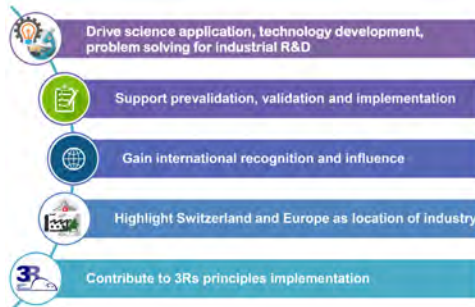 Drive science application, technology development,
problem solving for industrial R&D
Support prevalidation, validation and implementation
Gain international recognition and influence
Highlight Switzerland and Europe as location of industry
3R
Contribute to 3Rs principles implementation